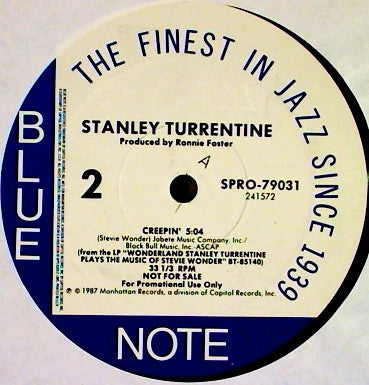 THE FINEST IN JAZZ SINCE 1939
BLUE
STANLEY TURRENTINE
Produced by Ronnie Foster
A
2
SPRO-79031
241572
CREEPIN' 5:04
(Stevie Wonder) Jobete Music Company, Inc./
Black Bull Music, Inc.-ASCAP
(from the LP "WONDERLAND STANLEY TURRENTINE
PLAYS THE MUSIC OF STEVIE WONDER" BT-85140)
33 1/3 RPM
NOT FOR SALE
For Promotional Use Only
℗ © 1987 Manhattan Records, a division of Capitol Records, Inc.
NOTE